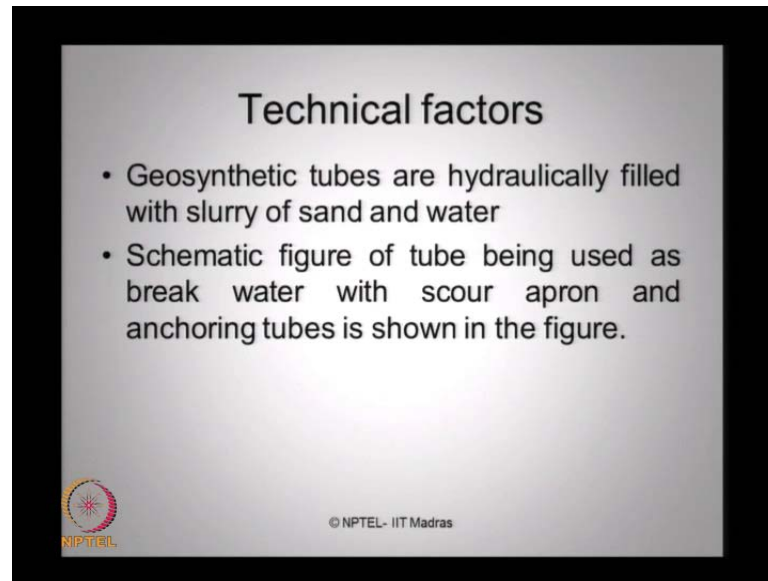 Technical factors
• Geosynthetic tubes are hydraulically filled
with slurry of sand and water
• Schematic figure of tube being used as
break water with scour apron and
anchoring tubes is shown in the figure.
NPTEL
© NPTEL- IIT Madras